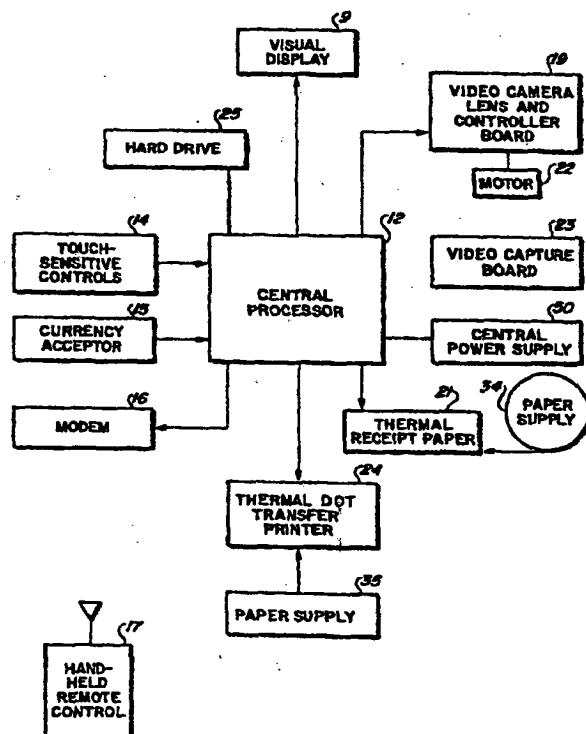 9
VISUAL
DISPLAY
19
VIDEO CAMERA
LENS AND
CONTROLLER
BOARD
25
HARD DRIVE
MOTOR
22
14
TOUCH-
SENSITIVE
CONTROLS
12
CENTRAL
PROCESSOR
23
VIDEO CAPTURE
BOARD
15
CURRENCY
ACCEPTOR
50
CENTRAL
POWER SUPPLY
16
MODEM
21
THERMAL
RECEIPT PAPER
34
PAPER
SUPPLY
24
THERMAL DOT
TRANSFER
PRINTER
35
PAPER SUPPLY
17
HAND-
HELD
REMOTE
CONTROL